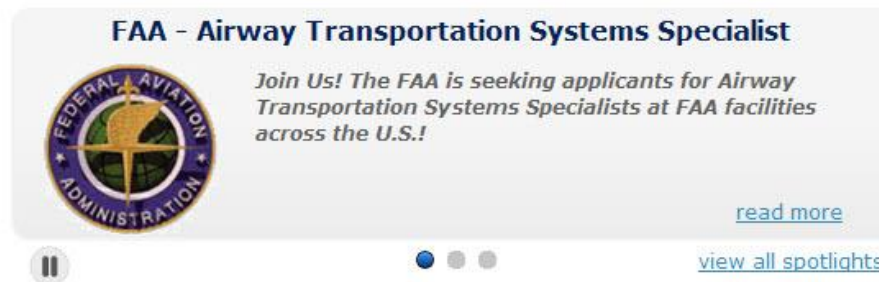 FAA - Airway Transportation Systems Specialist
Join Us! The FAA is seeking applicants for Airway
Transportation Systems Specialists at FAA facilities
across the U.S.!
FEDERAL AVIATION
ADMINISTRATION
read more
view all spotlights